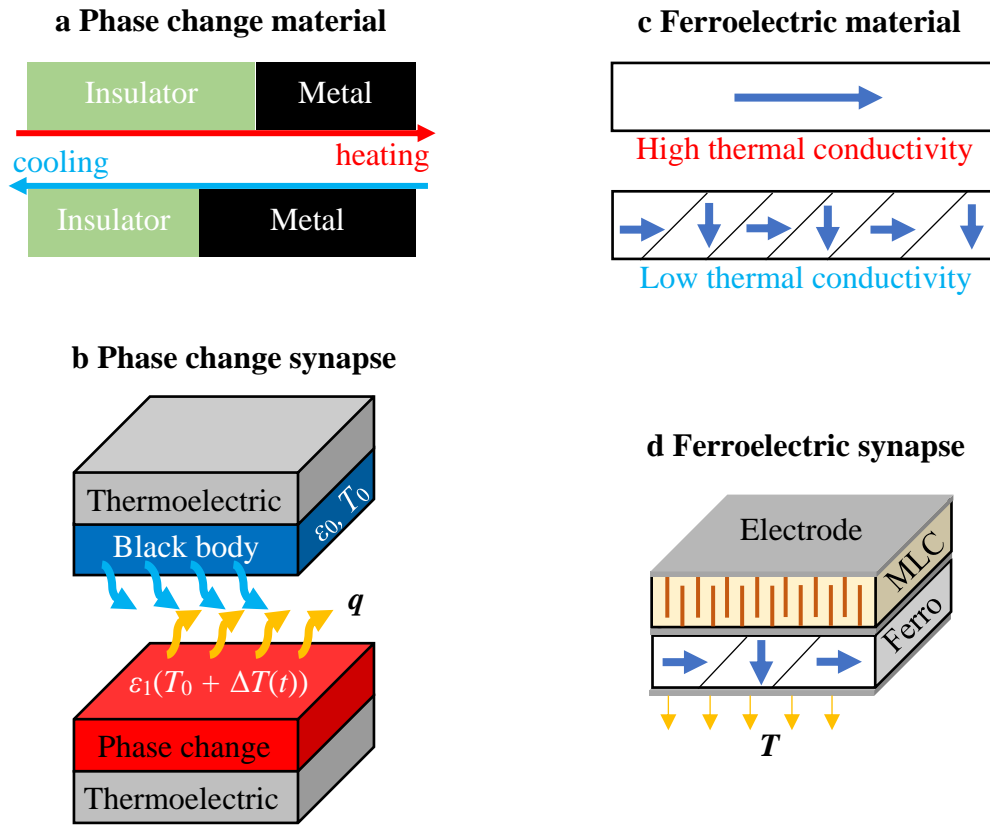 a Phase change material
Insulator
Metal
heating
cooling
Insulator
Metal
b Phase change synapse
Thermoelectric
Black body
ε₀, T₀
q
ε₁(T₀ + ΔT(t))
Phase change
Thermoelectric
c Ferroelectric material
High thermal conductivity
Low thermal conductivity
d Ferroelectric synapse
Electrode
MLC
Ferro
T